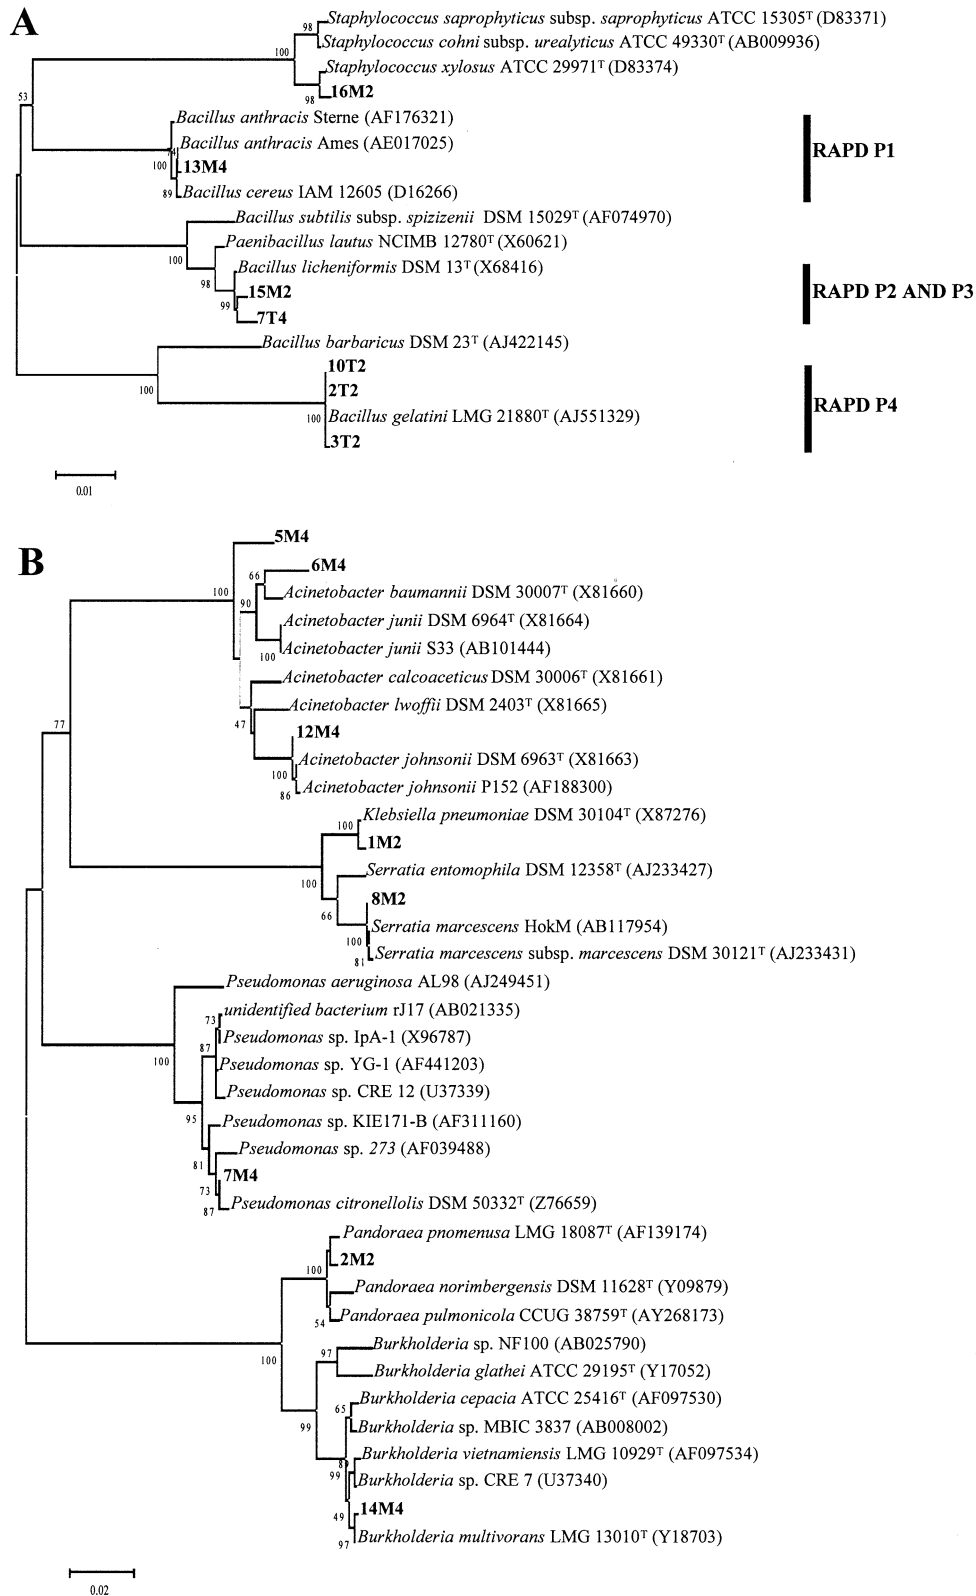 A
98 Staphylococcus saprophyticus subsp. saprophyticus ATCC 15305ᵀ (D83371)
Staphylococcus cohni subsp. urealyticus ATCC 49330ᵀ (AB009936)
100
Staphylococcus xylosus ATCC 29971ᵀ (D83374)
98 16M2
53
Bacillus anthracis Sterne (AF176321)
Bacillus anthracis Ames (AE017025)
RAPD P1
100 13M4
89 Bacillus cereus IAM 12605 (D16266)
Bacillus subtilis subsp. spizizenii DSM 15029ᵀ (AF074970)
Paenibacillus lautus NCIMB 12780ᵀ (X60621)
100
Bacillus licheniformis DSM 13ᵀ (X68416)
98
15M2
RAPD P2 AND P3
99
7T4
Bacillus barbaricus DSM 23ᵀ (AJ422145)
10T2
100 2T2
RAPD P4
100 Bacillus gelatini LMG 21880ᵀ (AJ551329)
3T2
0.01
B
5M4
6M4
66
100 Acinetobacter baumannii DSM 30007ᵀ (X81660)
90
Acinetobacter junii DSM 6964ᵀ (X81664)
Acinetobacter junii S33 (AB101444)
100
Acinetobacter calcoaceticus DSM 30006ᵀ (X81661)
Acinetobacter lwoffii DSM 2403ᵀ (X81665)
77 47
12M4
Acinetobacter johnsonii DSM 6963ᵀ (X81663)
100
Acinetobacter johnsonii P152 (AF188300)
86
Klebsiella pneumoniae DSM 30104ᵀ (X87276)
100
1M2
Serratia entomophila DSM 12358ᵀ (AJ233427)
100
8M2
66
Serratia marcescens HokM (AB117954)
100
Serratia marcescens subsp. marcescens DSM 30121ᵀ (AJ233431)
81
Pseudomonas aeruginosa AL98 (AJ249451)
unidentified bacterium rJ17 (AB021335)
73
Pseudomonas sp. IpA-1 (X96787)
87
100 Pseudomonas sp. YG-1 (AF441203)
Pseudomonas sp. CRE 12 (U37339)
95 Pseudomonas sp. KIE171-B (AF311160)
Pseudomonas sp. 273 (AF039488)
81
7M4
73
Pseudomonas citronellolis DSM 50332ᵀ (Z76659)
87
Pandoraea pnomenusa LMG 18087ᵀ (AF139174)
2M2
100
Pandoraea norimbergensis DSM 11628ᵀ (Y09879)
Pandoraea pulmonicola CCUG 38759ᵀ (AY268173)
54
Burkholderia sp. NF100 (AB025790)
97
100
Burkholderia glathei ATCC 29195ᵀ (Y17052)
Burkholderia cepacia ATCC 25416ᵀ (AF097530)
65
99 Burkholderia sp. MBIC 3837 (AB008002)
Burkholderia vietnamiensis LMG 10929ᵀ (AF097534)
99 Burkholderia sp. CRE 7 (U37340)
14M4
49
Burkholderia multivorans LMG 13010ᵀ (Y18703)
97
0.02